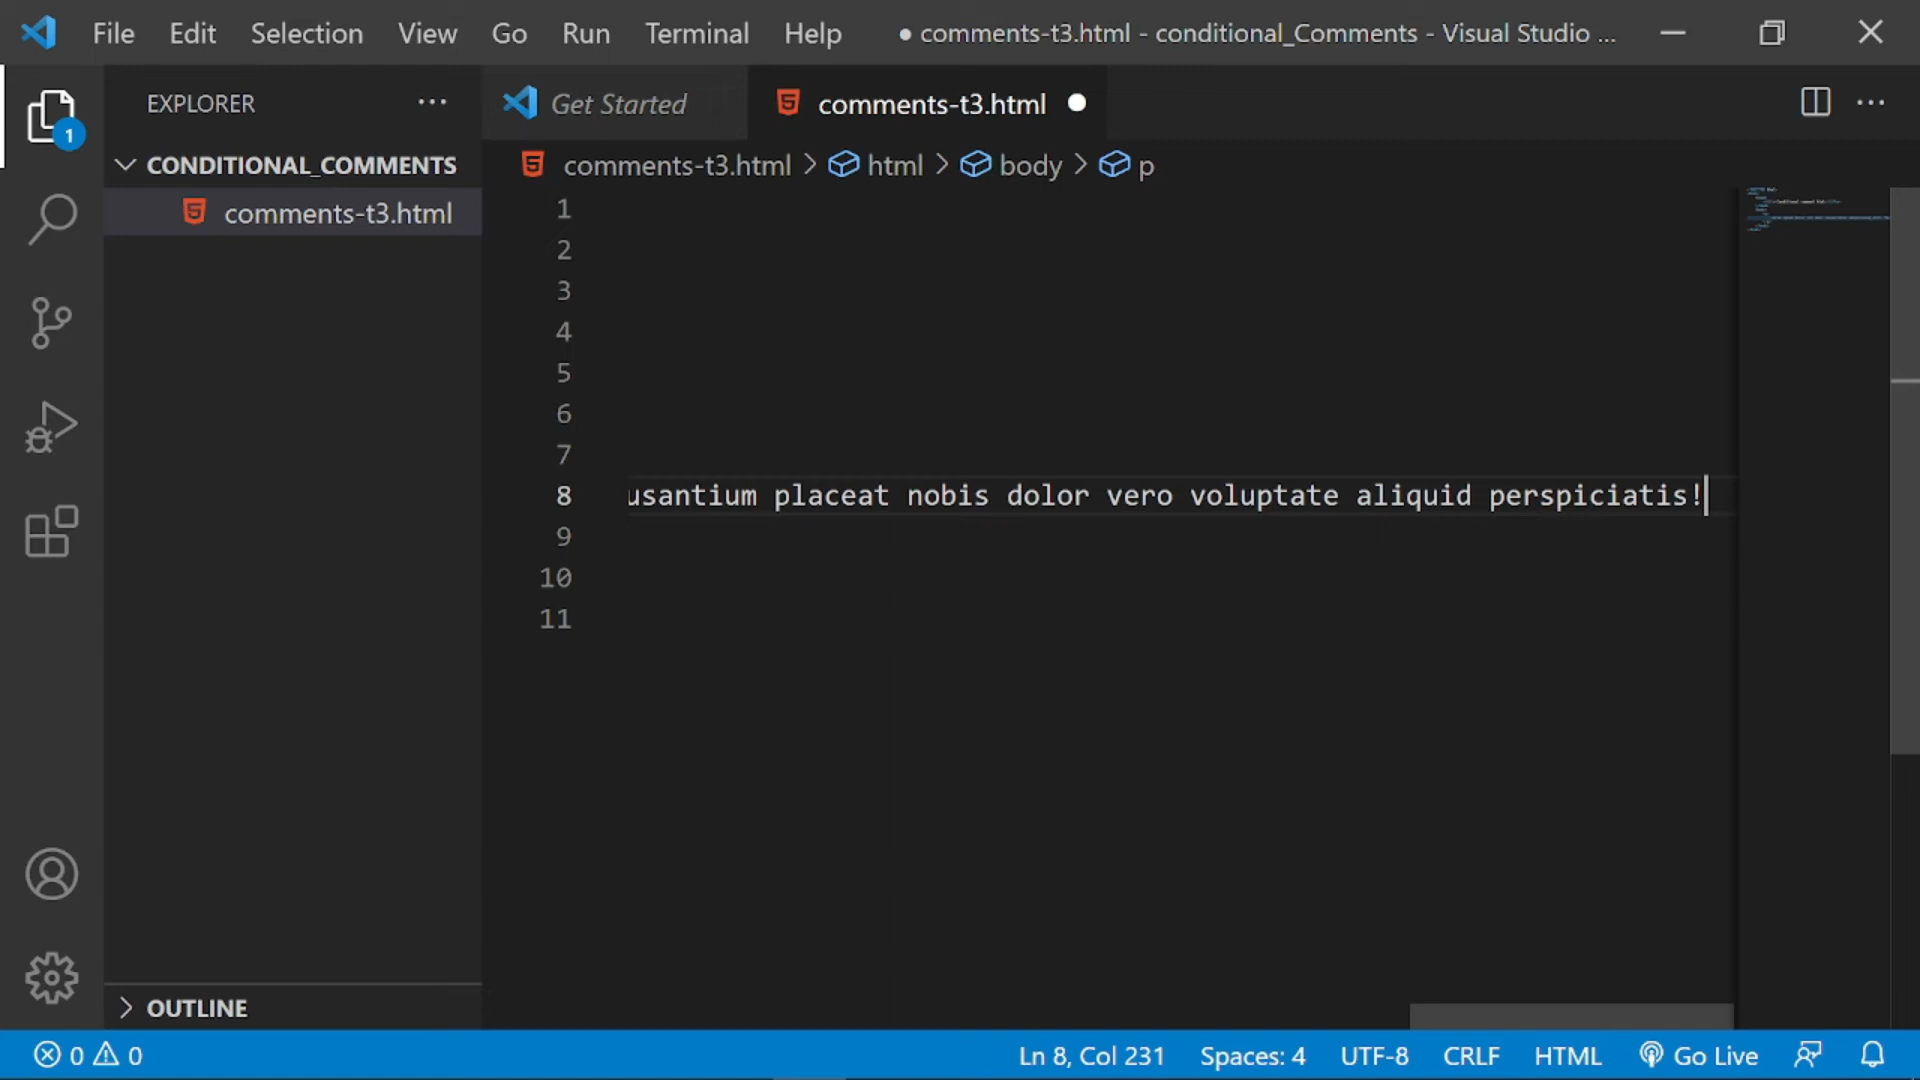 File Edit Selection View Go Run Terminal Help ● comments-t3.html - conditional_Comments - Visual Studio ...
EXPLORER ... Get Started comments-t3.html ...
1
CONDITIONAL_COMMENTS comments-t3.html > html > body > p
comments-t3.html
1
2
3
4
5
6
7
8 usantium placeat nobis dolor vero voluptate aliquid perspiciatis!
9
10
11
OUTLINE
0 0 Ln 8, Col 231 Spaces: 4 UTF-8 CRLF HTML Go Live